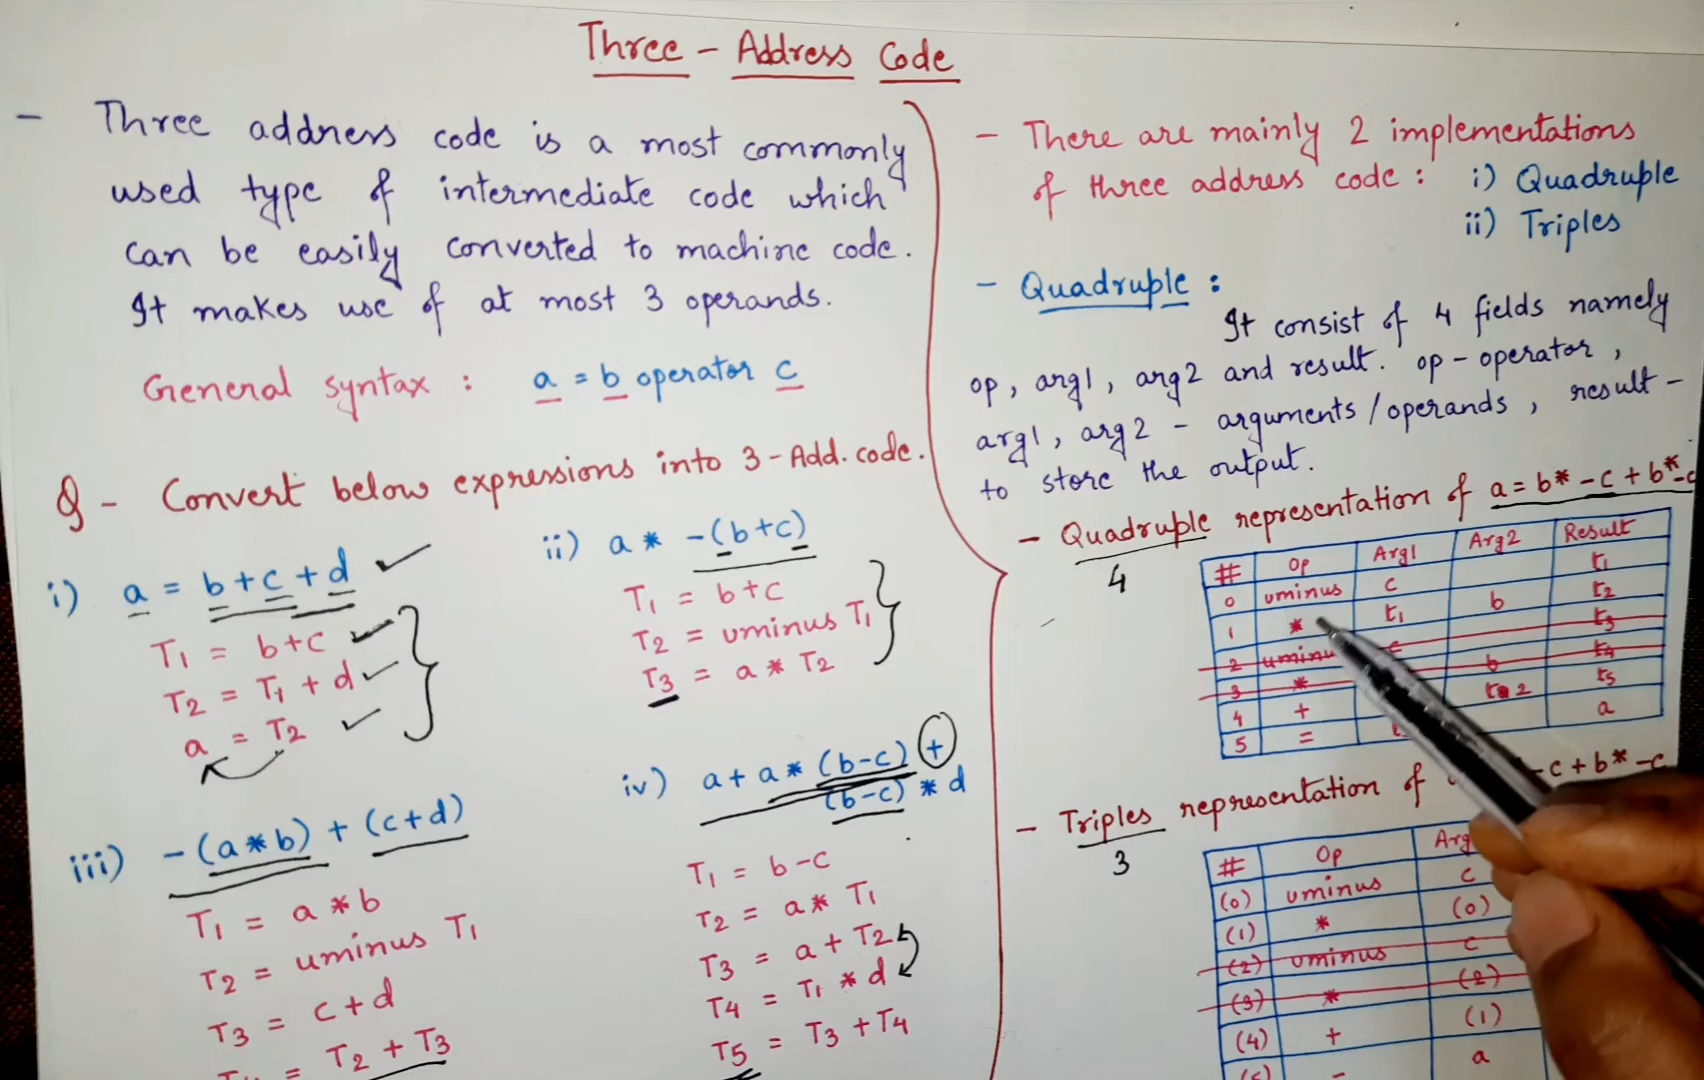 Three - Address Code
- Three address code is a most commonly
used type of intermediate code which
can be easily converted to machine code.
It makes use of at most 3 operands.
General syntax : a = b operator c
Q - Convert below expressions into 3-Add. code.
i) a = b + c + d
T1 = b+c
T2 = T1 + d
a = T2
ii) a * -(b+c)
T1 = b+c
T2 = uminus T1
T3 = a * T2
iii) -(a*b) + (c+d)
T1 = a * b
T2 = uminus T1
T3 = c + d
= T2 + T3
iv) a + a * (b-c) +
(b-c) * d
T1 = b - c
T2 = a * T1
T3 = a + T2
T4 = T1 * d
T5 = T3 + T4
- There are mainly 2 implementations
of three address code : i) Quadruple
ii) Triples
- Quadruple :
It consist of 4 fields namely
op, arg1, arg2 and result. op - operator,
arg1, arg2 - arguments/operands, result -
to store the output.
- Quadruple representation of a = b* -c + b* -c
4
# Op Arg1 Arg2 Result
0 uminus c t1
1 * t1 b t2
2 uminus c t3
3 * b t4
4 + t2 t5
5 = a
- Triples representation of -c + b* -c
3
# Op Arg
(0) uminus c
(1) * (0)
(2) uminus c
(3) * (2)
(4) + (1)
a